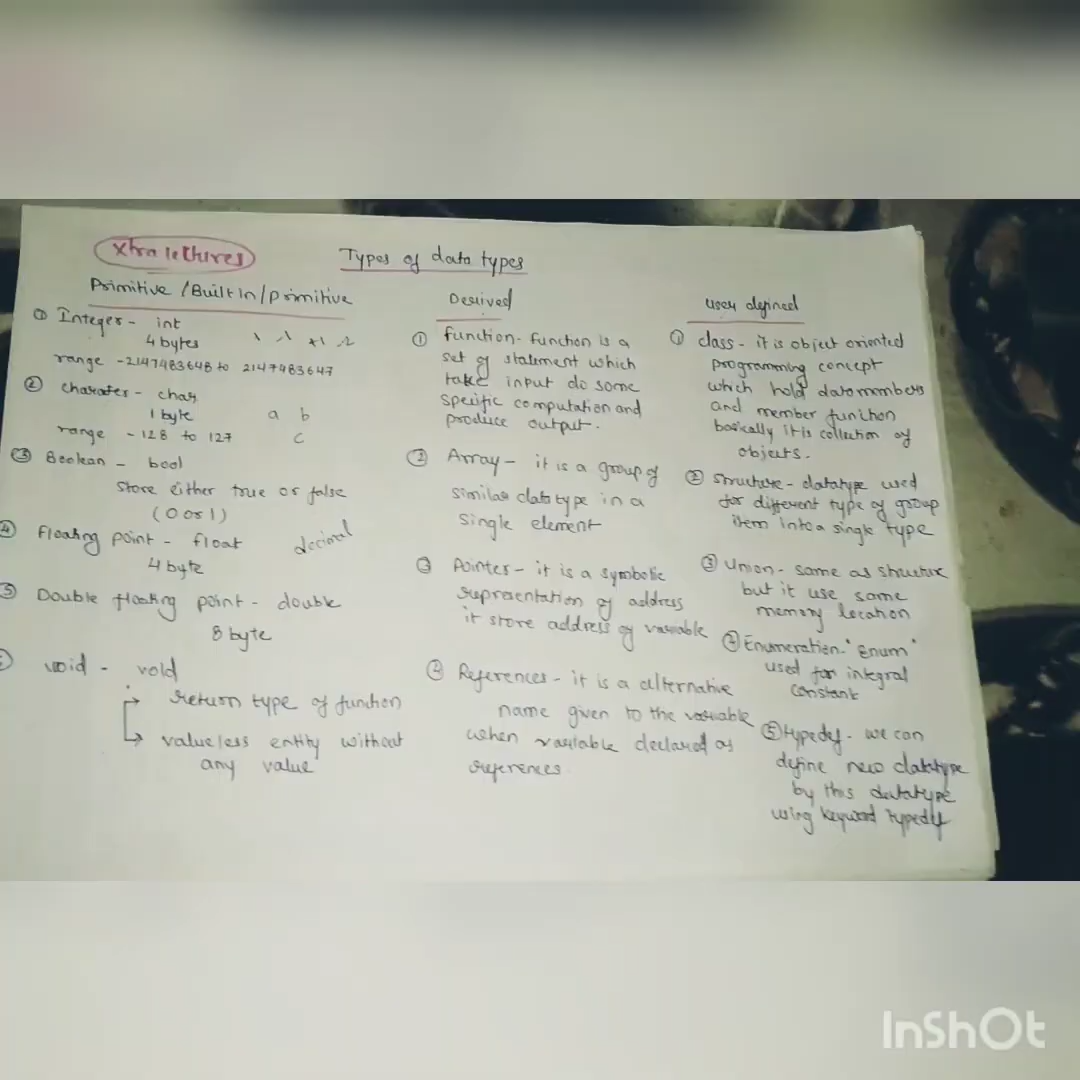 Xtra lethures
Types of data types
Primitive / Built In / primitive
① Integer - int
4 bytes
range -2147483648 to 2147483647
② charater - char
1 byte a b
range -128 to 127 c
③ Boolean - bool
Store either true or false
(0 or 1)
④ floating point - float decimal
4 byte
⑤ Double floating point - double
8 byte
void - void
→ return type of function
→ valueless entity without
any value
Derived
① function - function is a
set of statement which
take input do some
specific computation and
produce output.
② Array - it is a group of
similar data type in a
single element
③ Pointer - it is a symbolic
representation of address
it store address of variable
④ References - it is a alternative
name given to the variable
when variable declared as
references.
user defined
① class - it is object oriented
programming concept
which hold data members
and member function
basically it is collection of
objects.
② structure - datatype used
for different type of group
item into a single type
③ Union - same as structure
but it use same
memory location
④ Enumeration - "Enum"
used for integral
constant
⑤ typedef - we can
define new datatype
by this datatype
using keyword typedef
InShOt